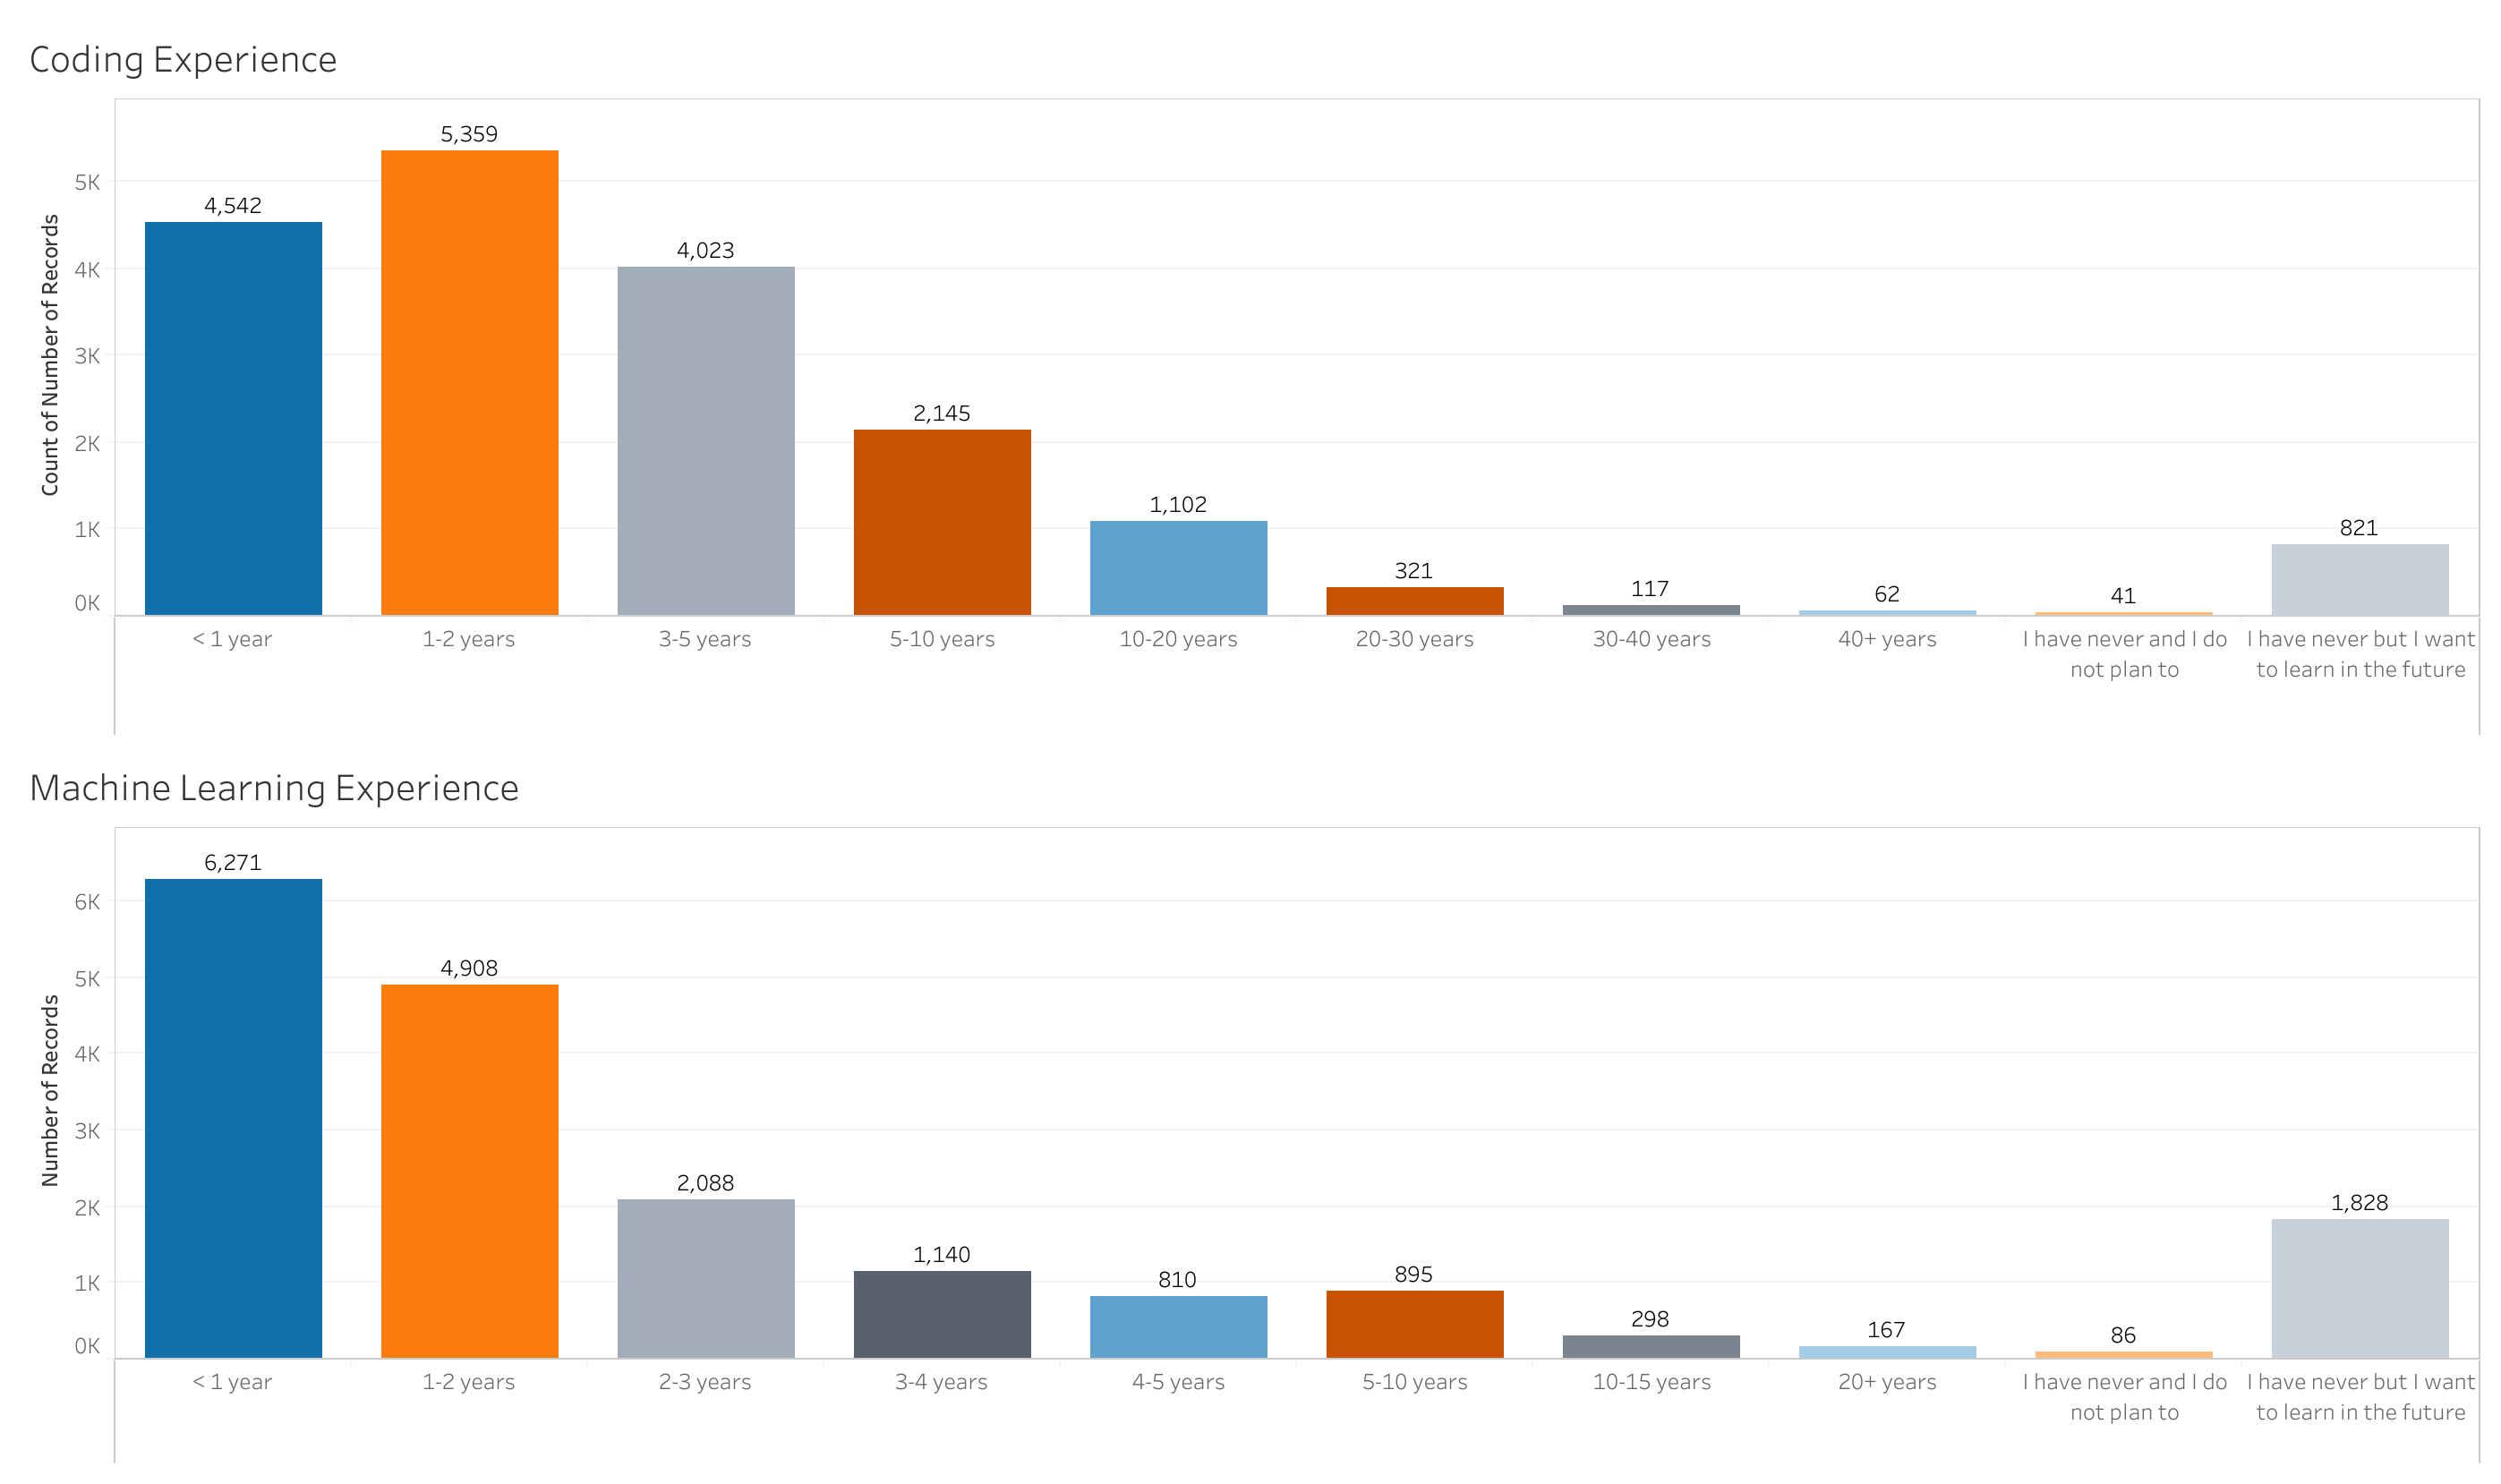 Coding Experience
Count of Number of Records
5K
4K
3K
2K
1K
0K
4,542
5,359
4,023
2,145
1,102
321
117
62
41
821
< 1 year
1-2 years
3-5 years
5-10 years
10-20 years
20-30 years
30-40 years
40+ years
I have never and I do
not plan to
I have never but I want
to learn in the future
Machine Learning Experience
Number of Records
6K
5K
4K
3K
2K
1K
0K
6,271
4,908
2,088
1,140
810
895
298
167
86
1,828
< 1 year
1-2 years
2-3 years
3-4 years
4-5 years
5-10 years
10-15 years
20+ years
I have never and I do
not plan to
I have never but I want
to learn in the future